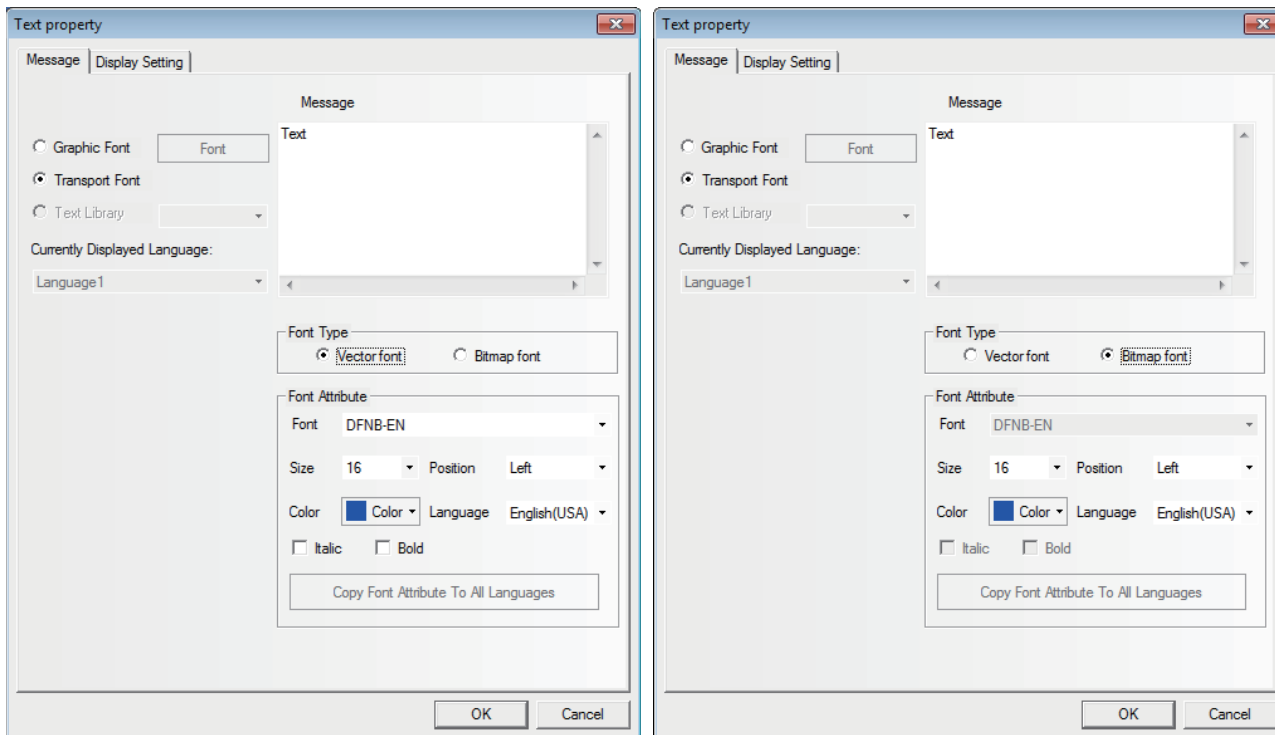 Text property
Message Display Setting
Message
Graphic Font Font
Text
Transport Font
Text Library
Currently Displayed Language:
Language1
Font Type
Vector font Bitmap font
Font Attribute
Font DFNB-EN
Size 16 Position Left
Color Color Language English(USA)
Italic Bold
Copy Font Attribute To All Languages
OK Cancel
Text property
Message Display Setting
Message
Graphic Font Font
Text
Transport Font
Text Library
Currently Displayed Language:
Language1
Font Type
Vector font Bitmap font
Font Attribute
Font DFNB-EN
Size 16 Position Left
Color Color Language English(USA)
Italic Bold
Copy Font Attribute To All Languages
OK Cancel